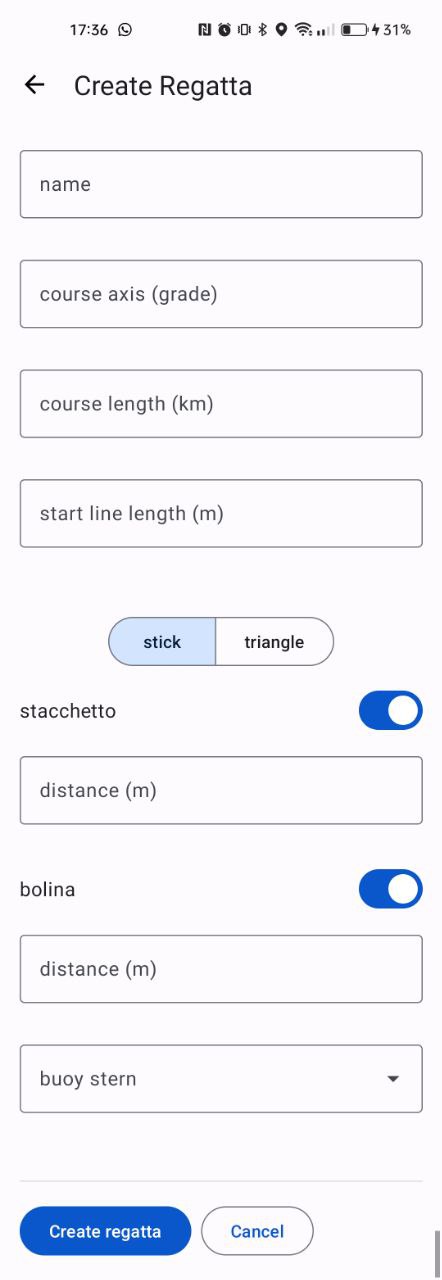 17:36 31%
Create Regatta
name
course axis (grade)
course length (km)
start line length (m)
stick triangle
stacchetto
distance (m)
bolina
distance (m)
buoy stern
Create regatta Cancel